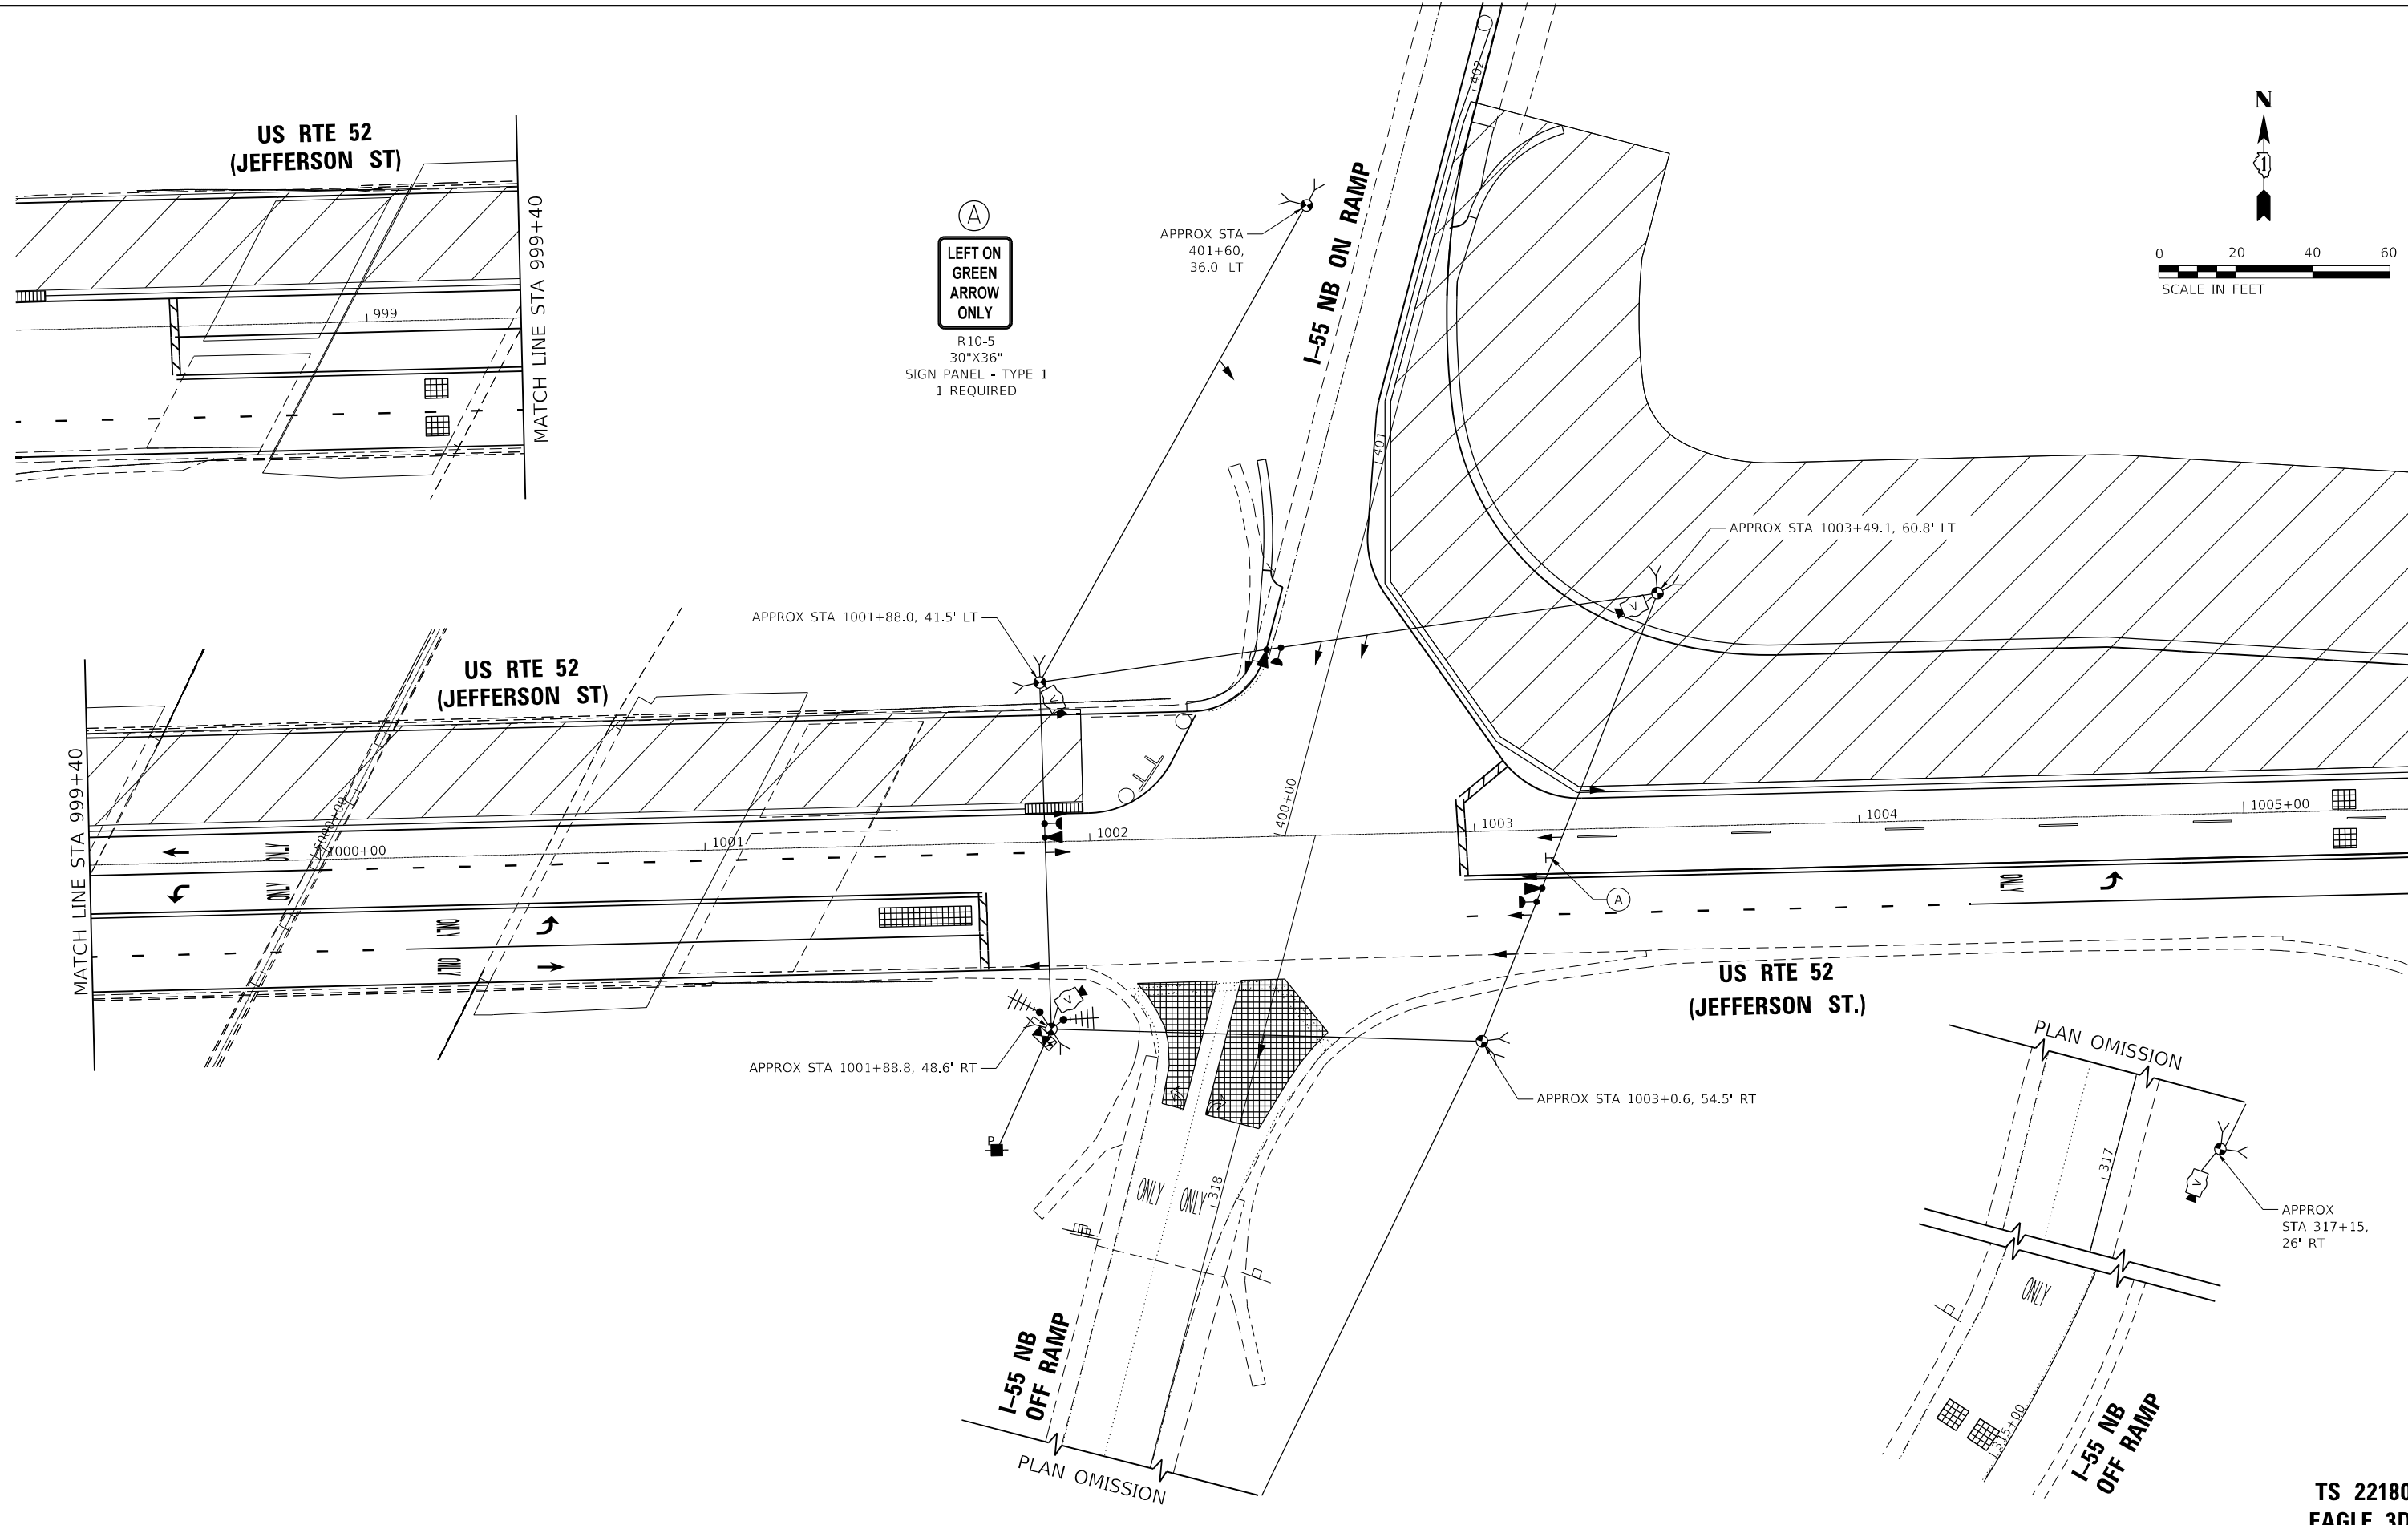 US RTE 52
(JEFFERSON ST)
999
MATCH LINE STA 999+40
A
LEFT ON
GREEN
ARROW
ONLY
R10-5
30"X36"
SIGN PANEL - TYPE 1
1 REQUIRED
APPROX STA
401+60,
36.0' LT
I-55 NB ON RAMP
402
401
N
1
0 20 40 60
SCALE IN FEET
APPROX STA 1003+49.1, 60.8' LT
V
APPROX STA 1001+88.0, 41.5' LT
V
US RTE 52
(JEFFERSON ST)
MATCH LINE STA 999+40
1000+00
1001
1002
400+00
1003
1004
1005+00
ONLY
ONLY
ONLY
ONLY
ONLY
A
US RTE 52
(JEFFERSON ST.)
V
APPROX STA 1001+88.8, 48.6' RT
P
APPROX STA 1003+0.6, 54.5' RT
ONLY
ONLY
318
I-55 NB
OFF RAMP
PLAN OMISSION
PLAN OMISSION
317
V
APPROX
STA 317+15,
26' RT
ONLY
315+00
I-55 NB
OFF RAMP
TS 22180
EAGLE 3D